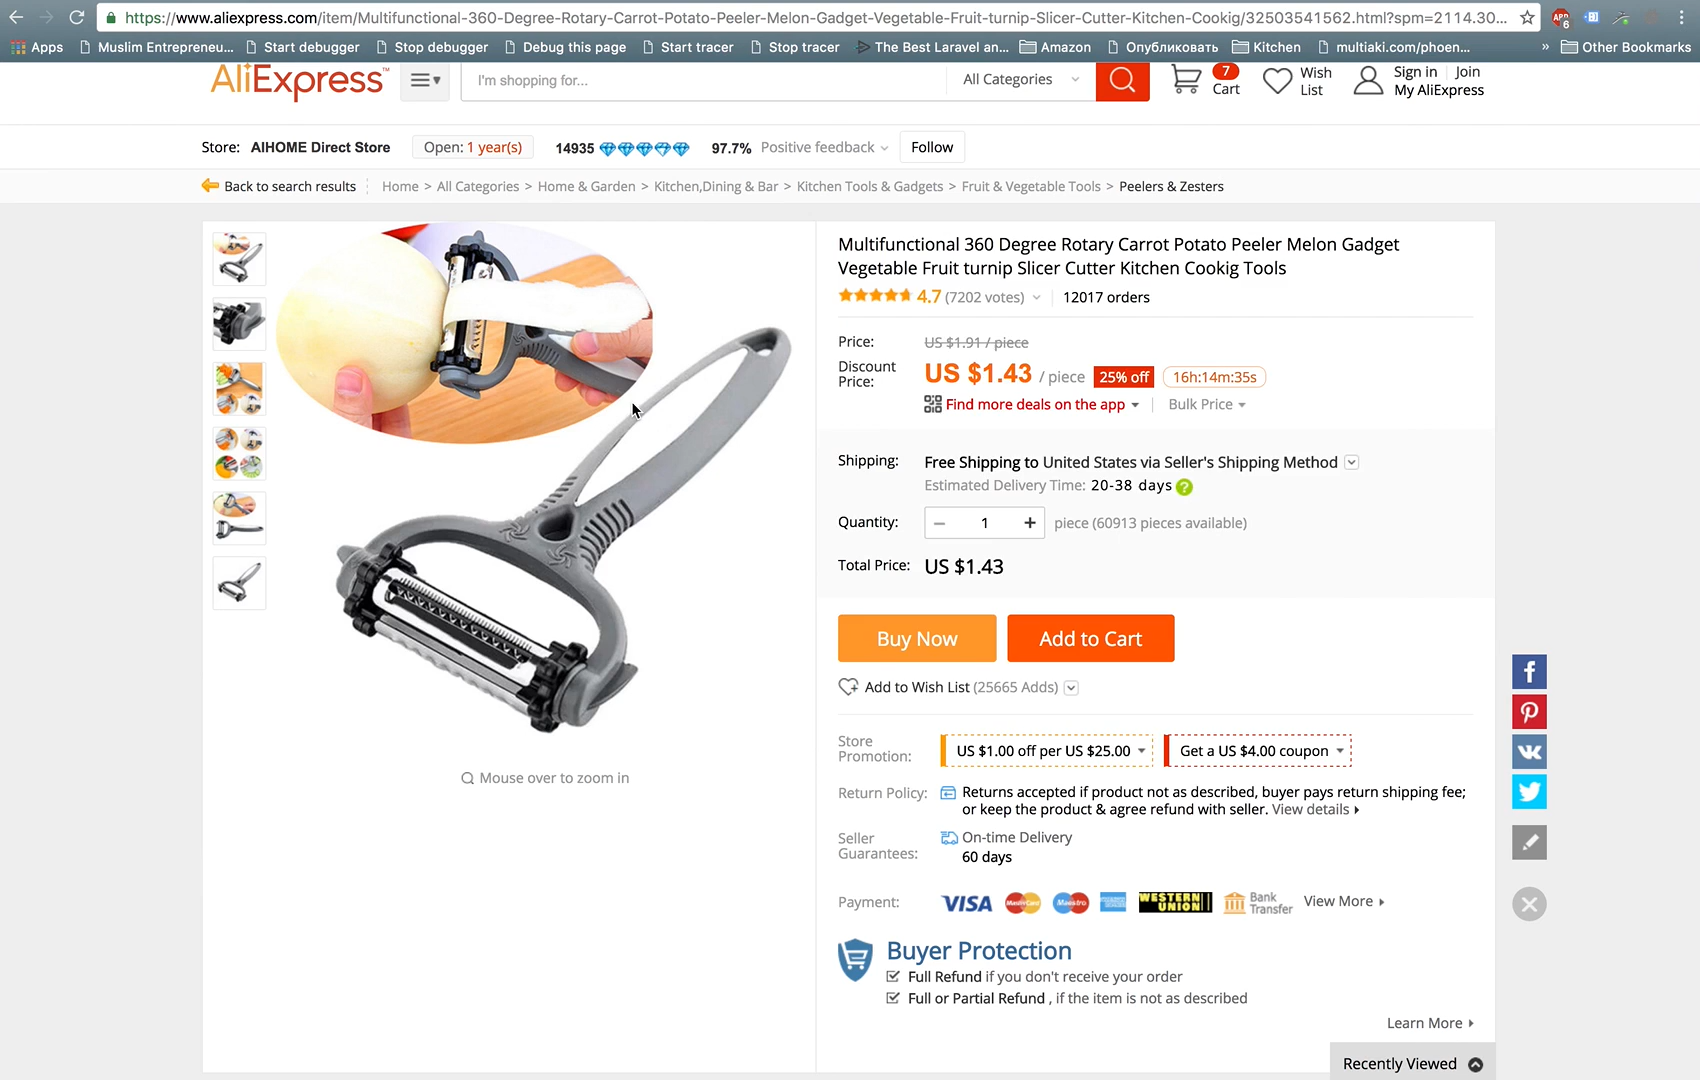 https://www.aliexpress.com/item/Multifunctional-360-Degree-Rotary-Carrot-Potato-Peeler-Melon-Gadget-Vegetable-Fruit-turnip-Slicer-Cutter-Kitchen-Cookig/32503541562.html?spm=2114.30...
Apps Muslim Entrepreneu... Start debugger Stop debugger Debug this page Start tracer Stop tracer The Best Laravel an... Amazon Опубликовать Kitchen multiaki.com/phoen... » Other Bookmarks
AliExpress™ I'm shopping for... All Categories 7 Cart Wish List Sign in | Join My AliExpress
Store: AIHOME Direct Store Open: 1 year(s) 14935 97.7% Positive feedback Follow
Back to search results Home > All Categories > Home & Garden > Kitchen,Dining & Bar > Kitchen Tools & Gadgets > Fruit & Vegetable Tools > Peelers & Zesters
Multifunctional 360 Degree Rotary Carrot Potato Peeler Melon Gadget
Vegetable Fruit turnip Slicer Cutter Kitchen Cookig Tools
4.7 (7202 votes) 12017 orders
Price: US $1.91 / piece
Discount Price: US $1.43 / piece 25% off 16h:14m:35s
Find more deals on the app Bulk Price
Shipping: Free Shipping to United States via Seller's Shipping Method
Estimated Delivery Time: 20-38 days ?
Quantity: − 1 + piece (60913 pieces available)
Total Price: US $1.43
Buy Now Add to Cart
Add to Wish List (25665 Adds)
Mouse over to zoom in
Store Promotion: US $1.00 off per US $25.00 Get a US $4.00 coupon
Return Policy: Returns accepted if product not as described, buyer pays return shipping fee;
or keep the product & agree refund with seller. View details
Seller Guarantees: On-time Delivery
60 days
Payment: VISA MasterCard Maestro WESTERN UNION Bank Transfer View More
Buyer Protection
Full Refund if you don't receive your order
Full or Partial Refund , if the item is not as described
Learn More
Recently Viewed